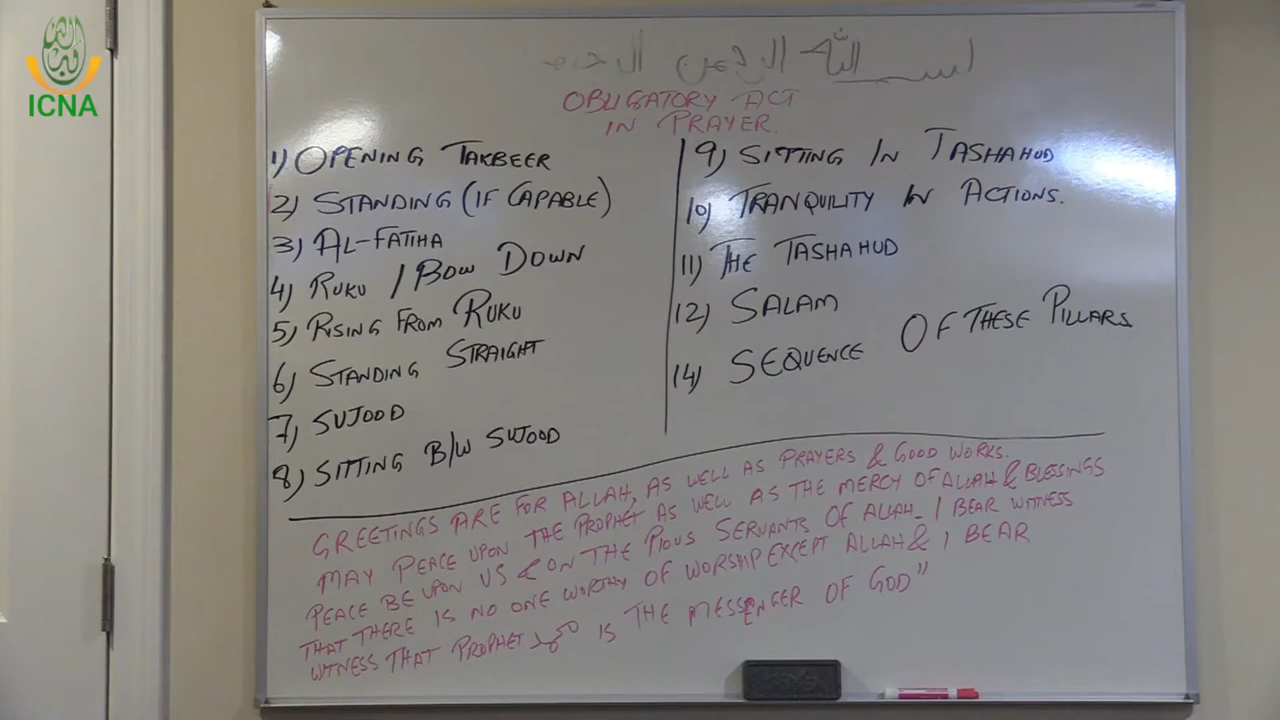 ICNA
بسم الله الرحمن الرحيم
OBLIGATORY ACT
IN PRAYER.
1) OPENING TAKBEER
2) STANDING (IF CAPABLE)
3) AL-FATIHA
4) RUKU / BOW DOWN
5) RISING FROM RUKU
6) STANDING STRAIGHT
7) SUJOOD
8) SITTING B/W SUJOOD
9) SITTING IN TASHAHUD
10) TRANQUILITY IN ACTIONS.
11) THE TASHAHUD
12) SALAM
14) SEQUENCE OF THESE PILLARS
GREETINGS ARE FOR ALLAH, AS WELL AS PRAYERS & GOOD WORKS.
MAY PEACE UPON THE PROPHET AS WELL AS THE MERCY OF ALLAH & BLESSINGS
PEACE BE UPON US & ON THE PIOUS SERVANTS OF ALLAH. I BEAR WITNESS
THAT THERE IS NO ONE WORTHY OF WORSHIP EXCEPT ALLAH & I BEAR
WITNESS THAT PROPHET محمد IS THE MESSENGER OF GOD"